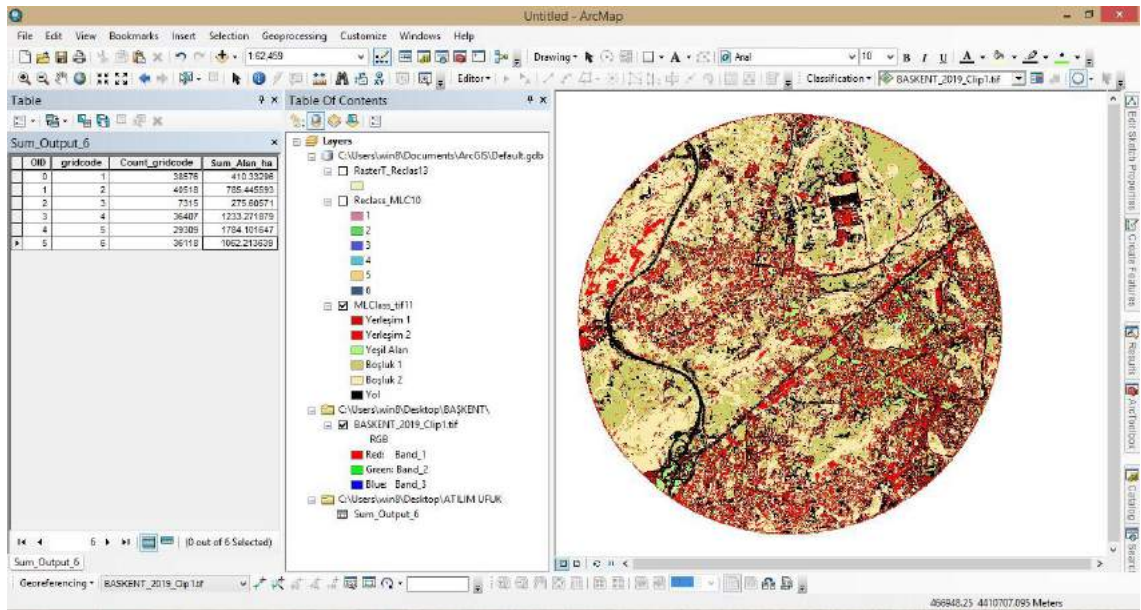 Untitled - ArcMap
File Edit View Bookmarks Insert Selection Geoprocessing Customize Windows Help
1:62,459
Drawing
Arial
10
B I U A
Editor
Classification
BASKENT_2019_Clip1.tif
Table
Sum_Output_6
OID gridcode Count_gridcode Sum_Alan_ha
0 1 38576 410.33296
1 2 40518 785.445593
2 3 7315 275.60571
3 4 36407 1233.271879
4 5 29309 1784.101647
5 6 36118 1062.213639
6
(0 out of 6 Selected)
Sum_Output_6
Table Of Contents
Layers
C:\Users\win8\Documents\ArcGIS\Default.gdb
RasterT_Reclas13
Reclass_MLC10
1
2
3
4
5
6
MLClass_tif11
Yerleşim 1
Yerleşim 2
Yeşil Alan
Boşluk 1
Boşluk 2
Yol
C:\Users\win8\Desktop\BAŞKENT\
BASKENT_2019_Clip1.tif
RGB
Red: Band_1
Green: Band_2
Blue: Band_3
C:\Users\win8\Desktop\ATILIM UFUK
Sum_Output_6
Edit Sketch Properties
Create Features
Results
ArcToolbox
Catalog
Search
Georeferencing
BASKENT_2019_Clip1.tif
466948.25 4410707.095 Meters